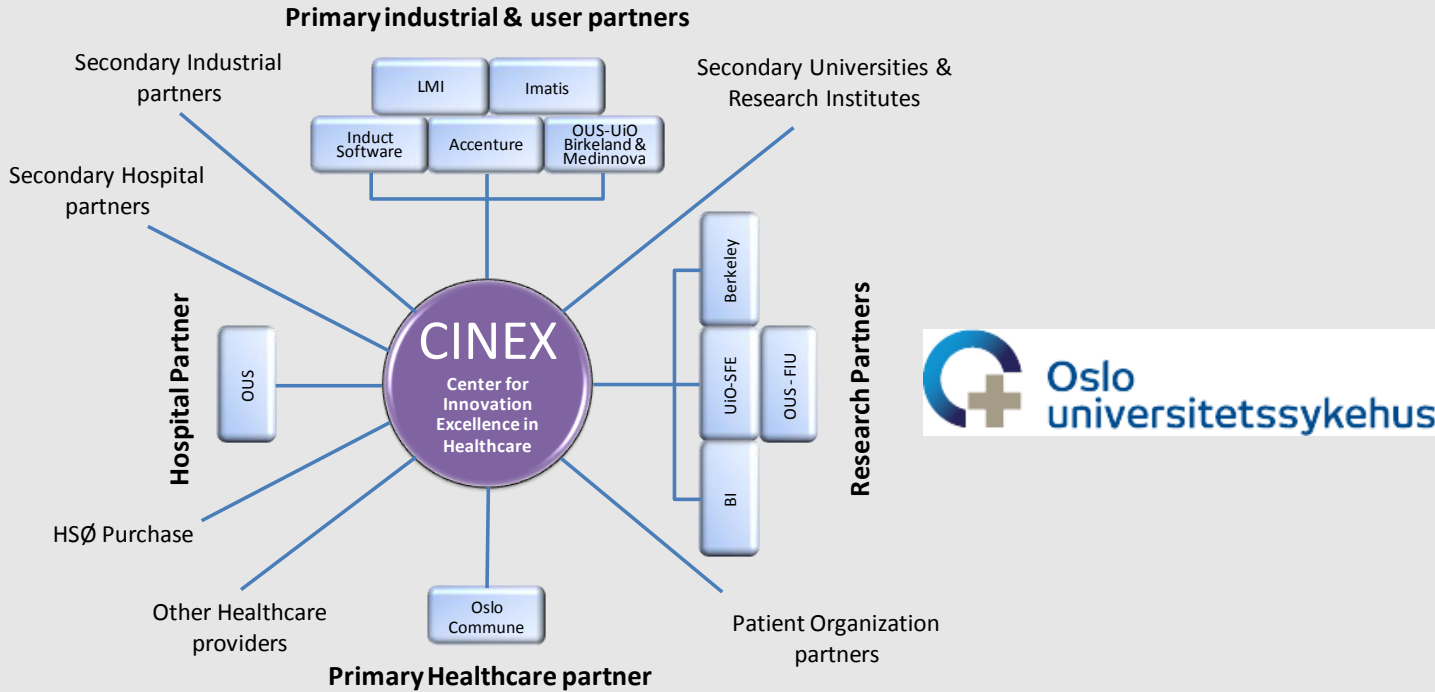 Primary industrial & user partners
Secondary Industrial
partners
LMI
Imatis
Secondary Universities &
Research Institutes
Induct
Software
Accenture
OUS-UiO
Birkeland &
Medinnova
Secondary Hospital
partners
Hospital Partner
OUS
CINEX
Center for
Innovation
Excellence in
Healthcare
Berkeley
UiO-SFE
OUS - FIU
BI
Research Partners
Oslo
universitetssykehus
HSØ Purchase
Other Healthcare
providers
Oslo
Commune
Primary Healthcare partner
Patient Organization
partners